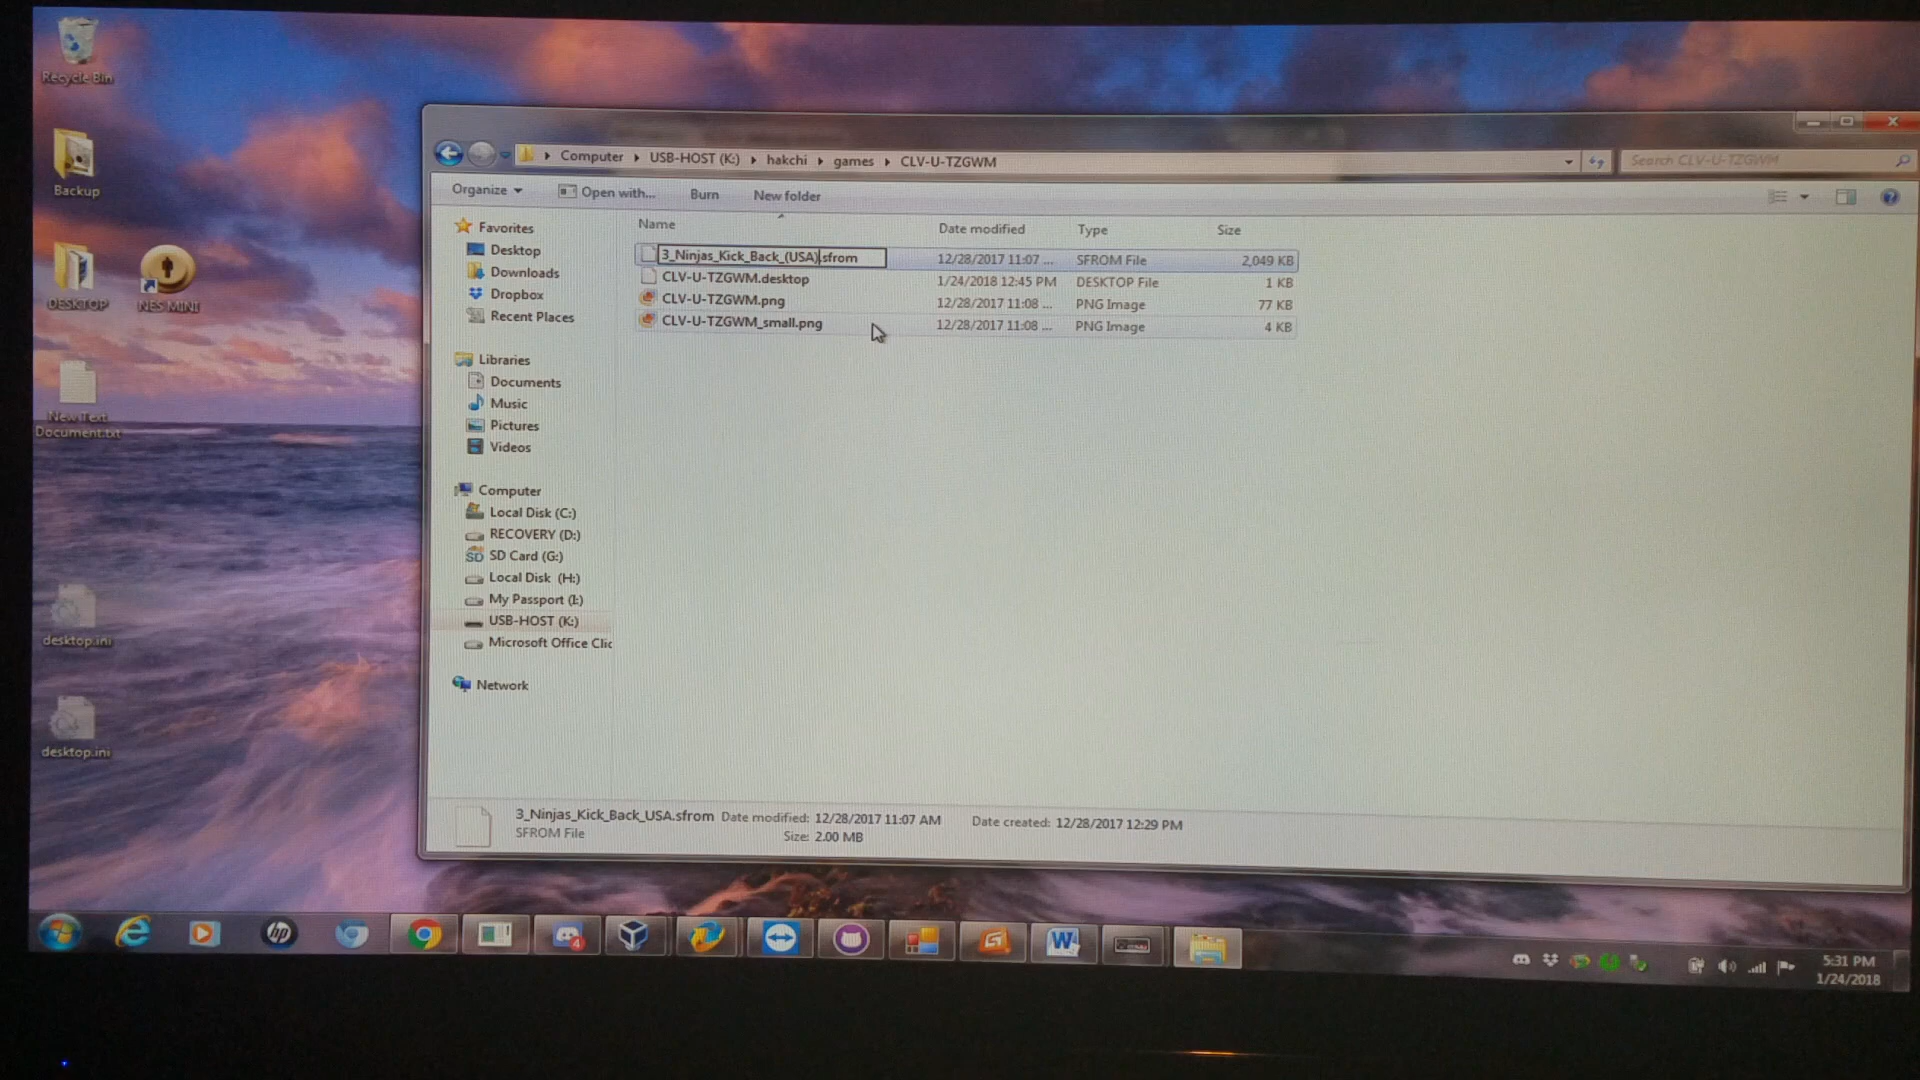 Recycle Bin
Backup
DESKTOP
NES MINI
New Text
Document.txt
desktop.ini
desktop.ini
Computer
USB-HOST (K:)
hakchi
games
CLV-U-TZGWM
Search CLV-U-TZGWM
Organize
Open with...
Burn
New folder
Favorites
Desktop
Downloads
Dropbox
Recent Places
Libraries
Documents
Music
Pictures
Videos
Computer
Local Disk (C:)
RECOVERY (D:)
SD Card (G:)
Local Disk (H:)
My Passport (I:)
USB-HOST (K:)
Microsoft Office Clic
Network
Name Date modified Type Size
3_Ninjas_Kick_Back_(USA).sfrom 12/28/2017 11:07 ... SFROM File 2,049 KB
CLV-U-TZGWM.desktop 1/24/2018 12:45 PM DESKTOP File 1 KB
CLV-U-TZGWM.png 12/28/2017 11:08 ... PNG Image 77 KB
CLV-U-TZGWM_small.png 12/28/2017 11:08 ... PNG Image 4 KB
3_Ninjas_Kick_Back_USA.sfrom Date modified: 12/28/2017 11:07 AM Date created: 12/28/2017 12:29 PM
SFROM File Size: 2.00 MB
hp
4
W
5:31 PM
1/24/2018